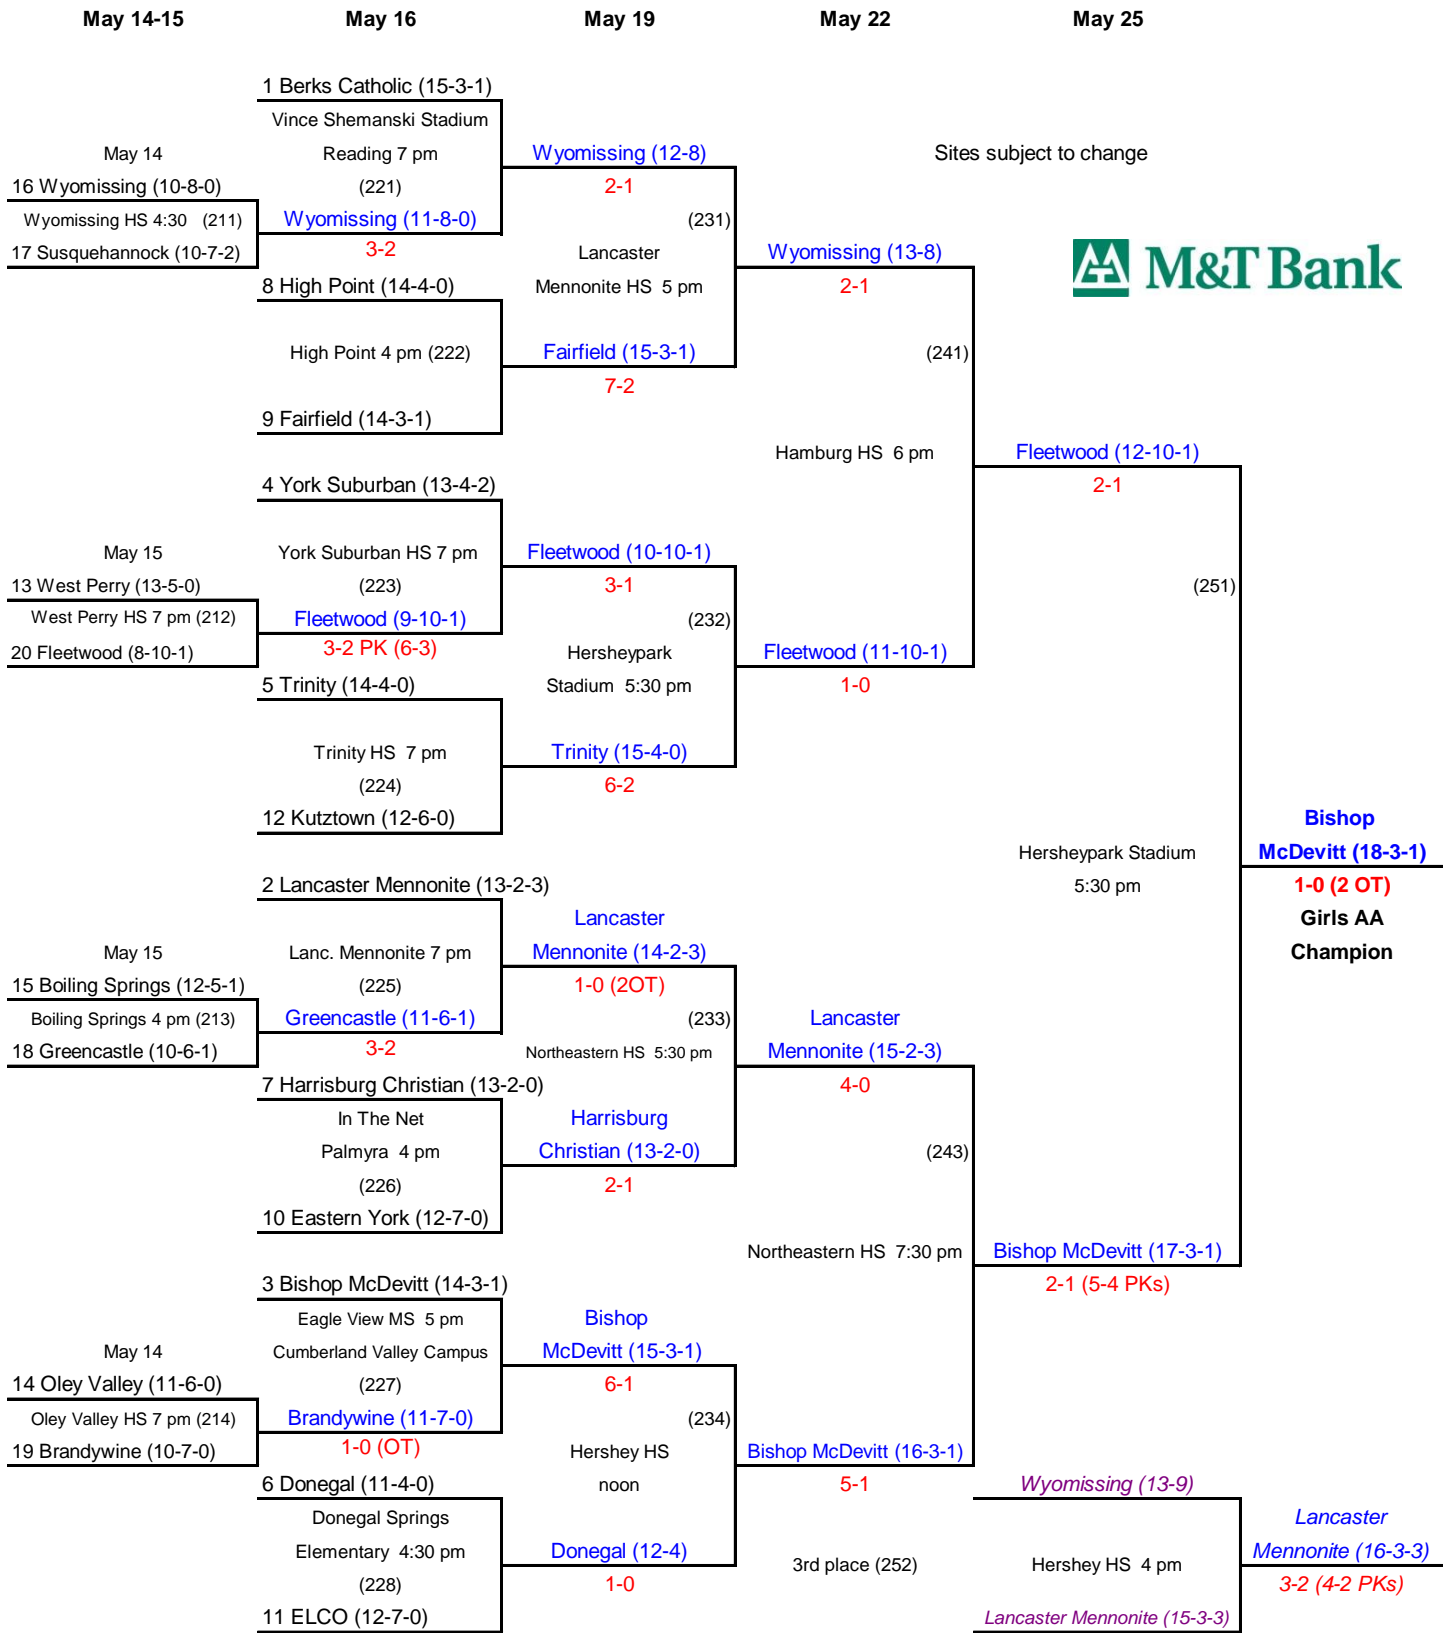 May 14-15 May 16 May 19 May 22 May 25
1 Berks Catholic (15-3-1)
Vince Shemanski Stadium
May 14 Reading 7 pm Wyomissing (12-8) Sites subject to change
16 Wyomissing (10-8-0) (221) 2-1
Wyomissing HS 4:30 (211) Wyomissing (11-8-0) (231)
17 Susquehannock (10-7-2) 3-2 Lancaster Wyomissing (13-8) M&T Bank
8 High Point (14-4-0) Mennonite HS 5 pm 2-1
High Point 4 pm (222) Fairfield (15-3-1) (241)
7-2
9 Fairfield (14-3-1)
Hamburg HS 6 pm Fleetwood (12-10-1)
4 York Suburban (13-4-2) 2-1
May 15 York Suburban HS 7 pm Fleetwood (10-10-1)
13 West Perry (13-5-0) (223) 3-1 (251)
West Perry HS 7 pm (212) Fleetwood (9-10-1) (232)
20 Fleetwood (8-10-1) 3-2 PK (6-3) Hersheypark Fleetwood (11-10-1)
5 Trinity (14-4-0) Stadium 5:30 pm 1-0
Trinity HS 7 pm Trinity (15-4-0)
(224) 6-2
12 Kutztown (12-6-0) Bishop
Hersheypark Stadium McDevitt (18-3-1)
2 Lancaster Mennonite (13-2-3) 5:30 pm 1-0 (2 OT)
Lancaster Girls AA
May 15 Lanc. Mennonite 7 pm Mennonite (14-2-3) Champion
15 Boiling Springs (12-5-1) (225) 1-0 (2OT)
Boiling Springs 4 pm (213) Greencastle (11-6-1) (233) Lancaster
18 Greencastle (10-6-1) 3-2 Northeastern HS 5:30 pm Mennonite (15-2-3)
7 Harrisburg Christian (13-2-0) 4-0
In The Net Harrisburg
Palmyra 4 pm Christian (13-2-0) (243)
(226) 2-1
10 Eastern York (12-7-0)
Northeastern HS 7:30 pm Bishop McDevitt (17-3-1)
3 Bishop McDevitt (14-3-1) 2-1 (5-4 PKs)
Eagle View MS 5 pm Bishop
May 14 Cumberland Valley Campus McDevitt (15-3-1)
14 Oley Valley (11-6-0) (227) 6-1
Oley Valley HS 7 pm (214) Brandywine (11-7-0) (234)
19 Brandywine (10-7-0) 1-0 (OT) Hershey HS Bishop McDevitt (16-3-1)
6 Donegal (11-4-0) noon 5-1 Wyomissing (13-9)
Donegal Springs Lancaster
Elementary 4:30 pm Donegal (12-4) 3rd place (252) Hershey HS 4 pm Mennonite (16-3-3)
(228) 1-0 3-2 (4-2 PKs)
11 ELCO (12-7-0) Lancaster Mennonite (15-3-3)